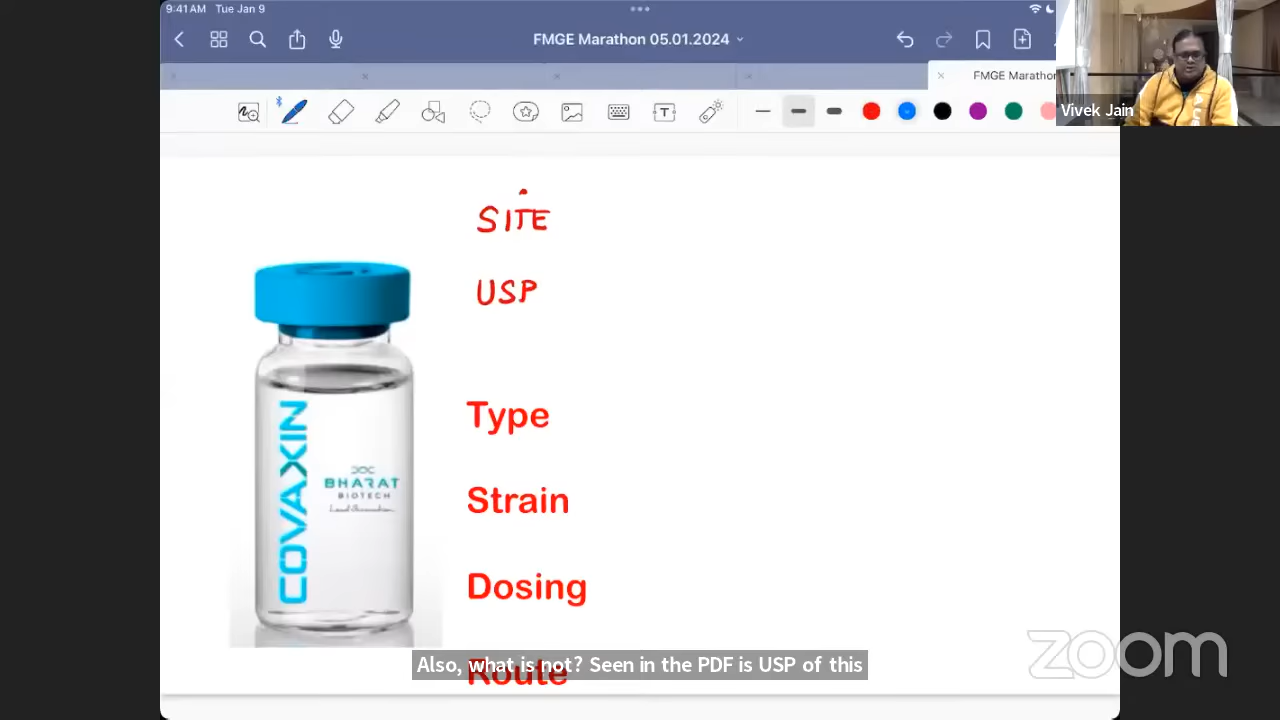 9:41 AM Tue Jan 9
FMGE Marathon 05.01.2024
FMGE Marathon
Vivek Jain
SITE
USP
Type
COVAXIN
BHARAT
BIOTECH
Strain
Dosing
Route
Also, what is not? Seen in the PDF is USP of this
zoom